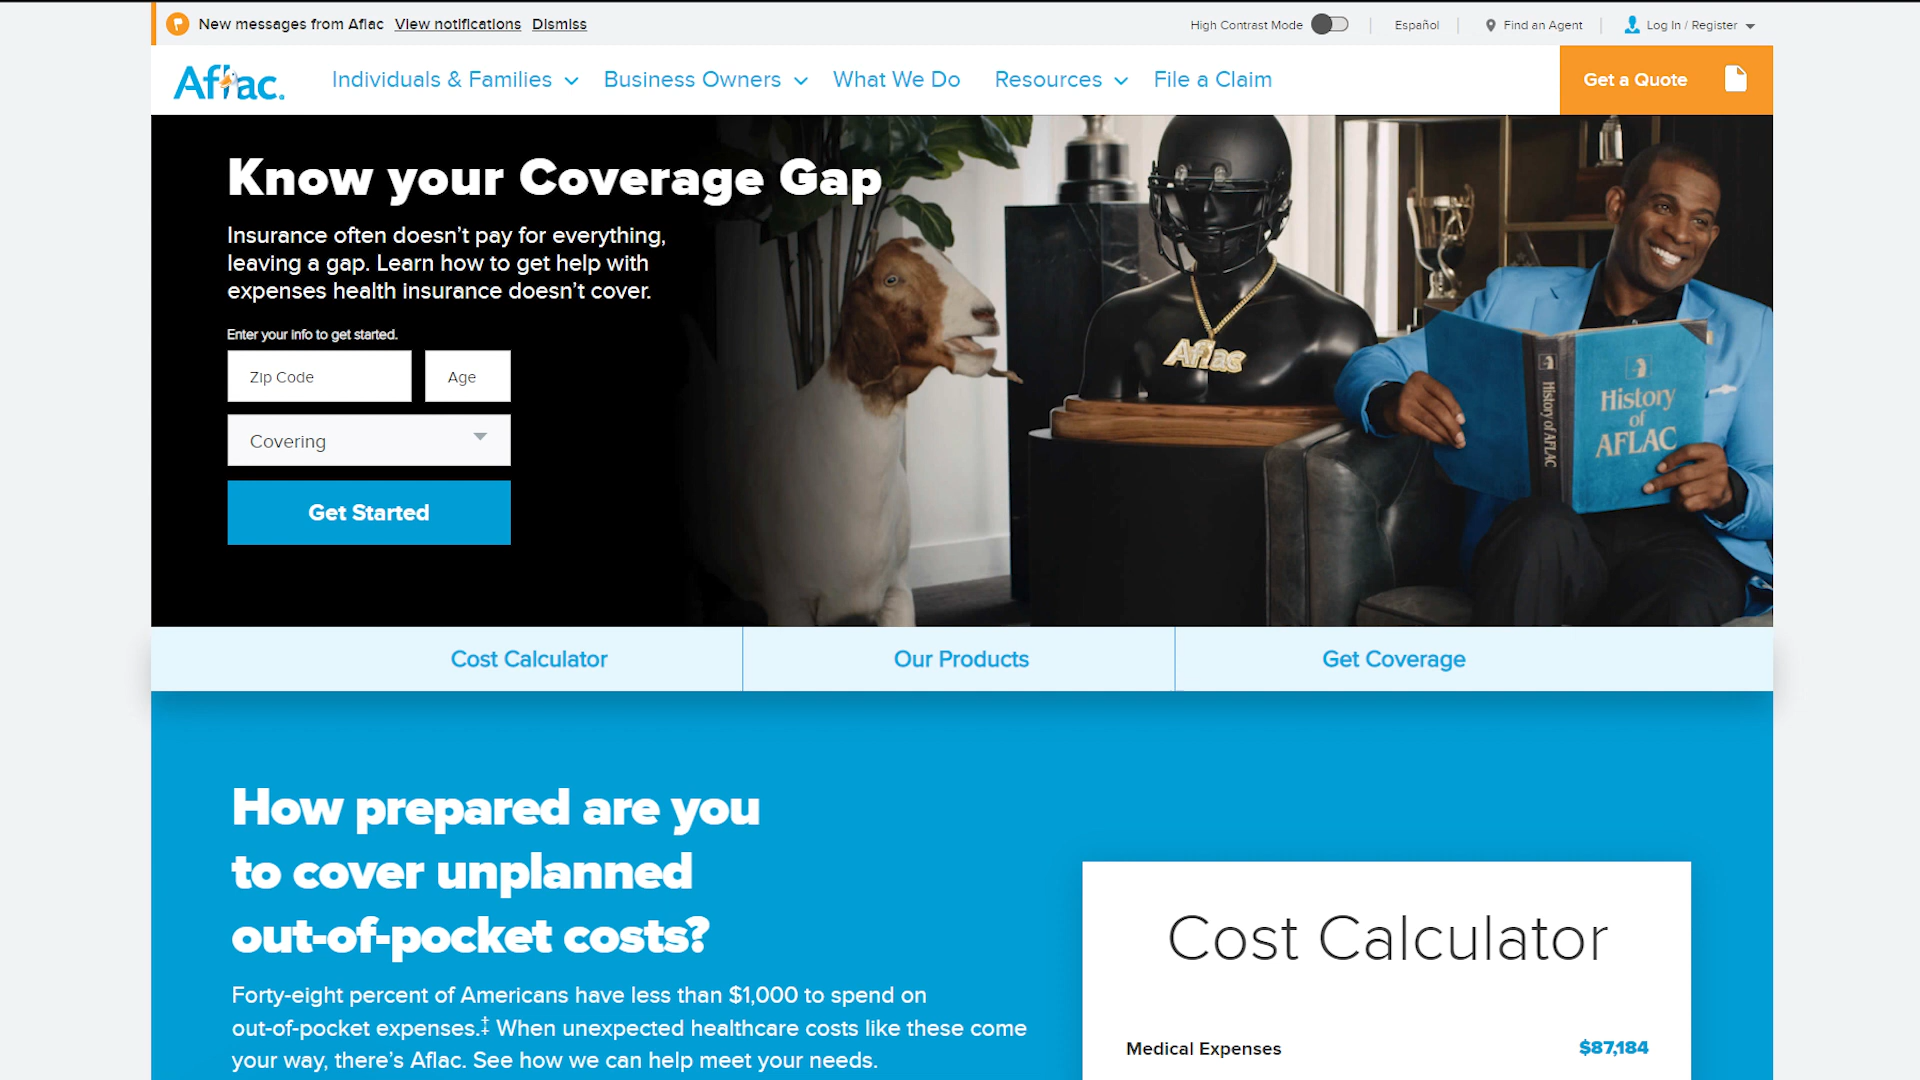 New messages from Aflac View notifications Dismiss
High Contrast Mode Español Find an Agent Log In / Register
Aflac.
Individuals & Families Business Owners What We Do Resources File a Claim
Get a Quote
Know your Coverage Gap
Insurance often doesn't pay for everything,
leaving a gap. Learn how to get help with
expenses health insurance doesn't cover.
Enter your info to get started.
Zip Code Age
Covering
Get Started
Aflac
History of AFLAC
History
of
AFLAC
Cost Calculator Our Products Get Coverage
How prepared are you
to cover unplanned
out-of-pocket costs?
Forty-eight percent of Americans have less than $1,000 to spend on
out-of-pocket expenses.‡ When unexpected healthcare costs like these come
your way, there's Aflac. See how we can help meet your needs.
Cost Calculator
Medical Expenses $87,184